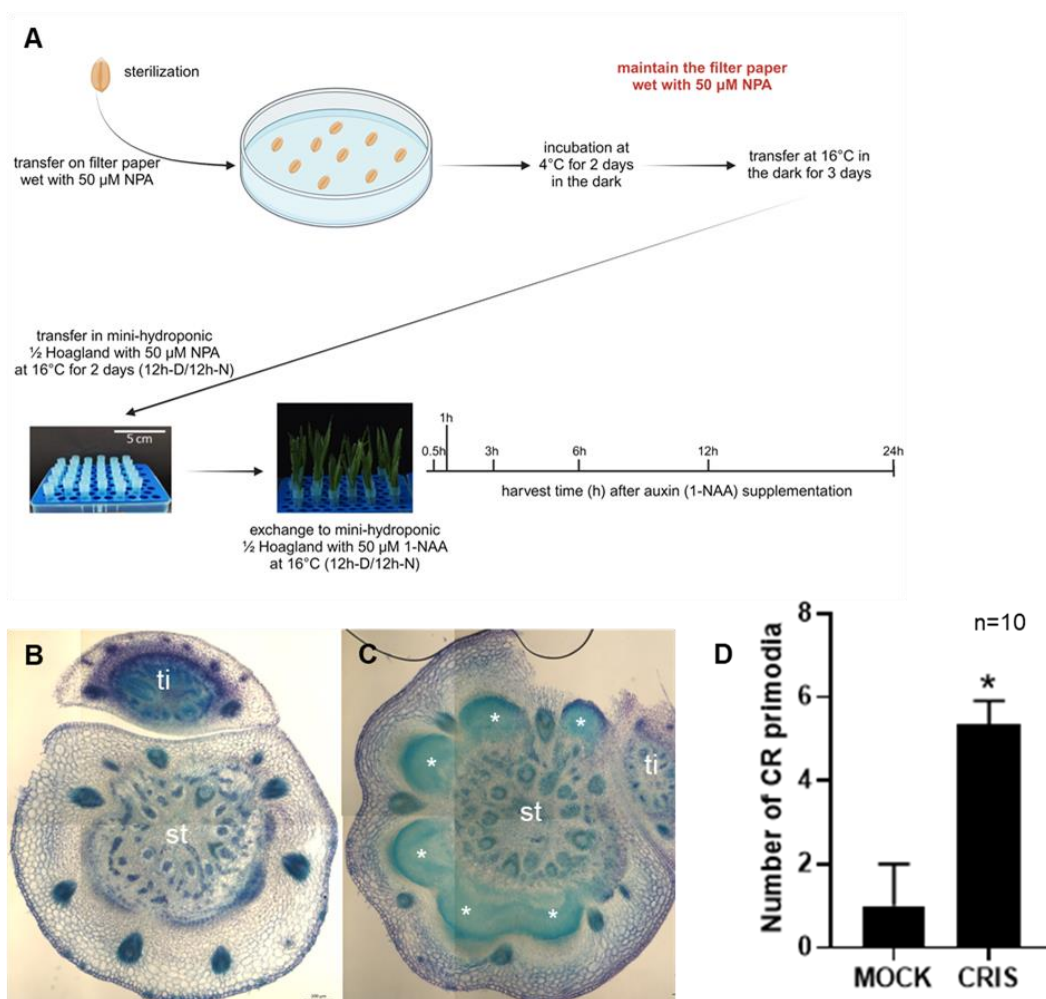 A
sterilization
transfer on filter paper
wet with 50 µM NPA
incubation at
4°C for 2 days
in the dark
maintain the filter paper
wet with 50 µM NPA
transfer at 16°C in
the dark for 3 days
transfer in mini-hydroponic
½ Hoagland with 50 µM NPA
at 16°C for 2 days (12h-D/12h-N)
5 cm
exchange to mini-hydroponic
½ Hoagland with 50 µM 1-NAA
at 16°C (12h-D/12h-N)
0.5h
1h
3h
6h
12h
24h
harvest time (h) after auxin (1-NAA) supplementation
B
ti
st
C
*
*
*
*
*
*
ti
st
D
n=10
*
Number of CR primodia
8
6
4
2
0
MOCK
CRIS